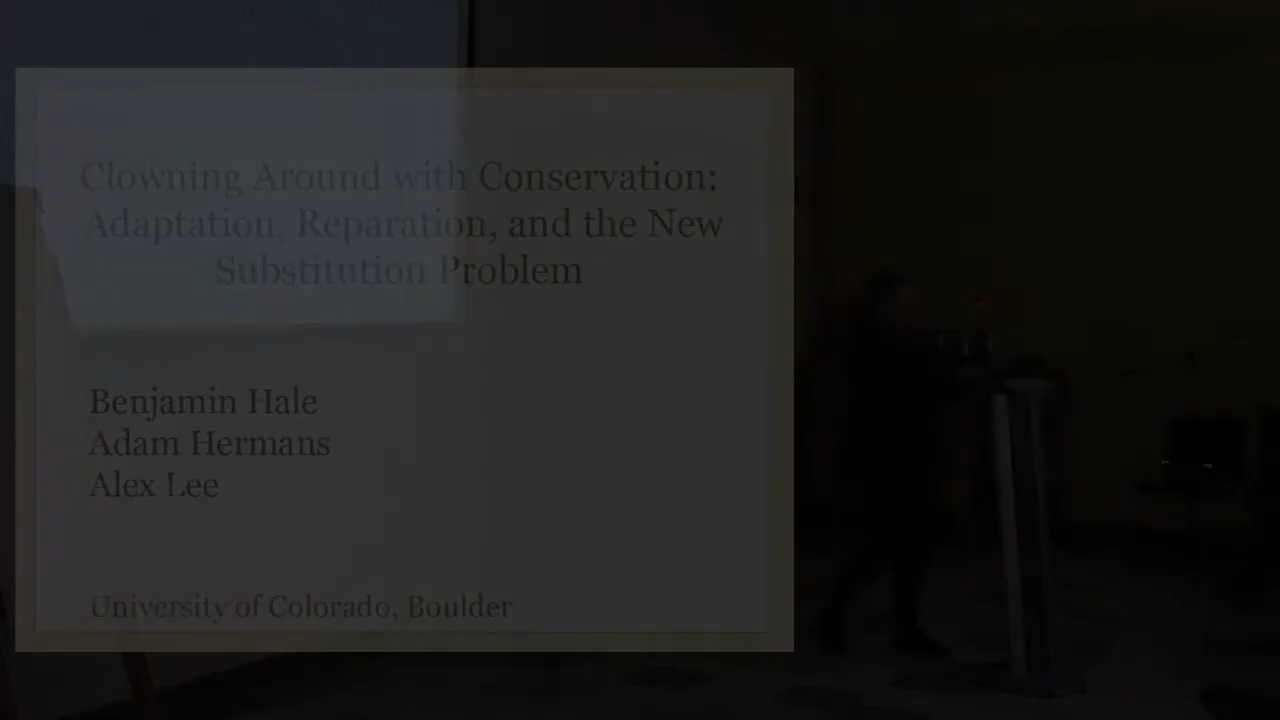 Clowning Around with Conservation:
Adaptation, Reparation, and the New
Substitution Problem
Benjamin Hale
Adam Hermans
Alex Lee
University of Colorado, Boulder